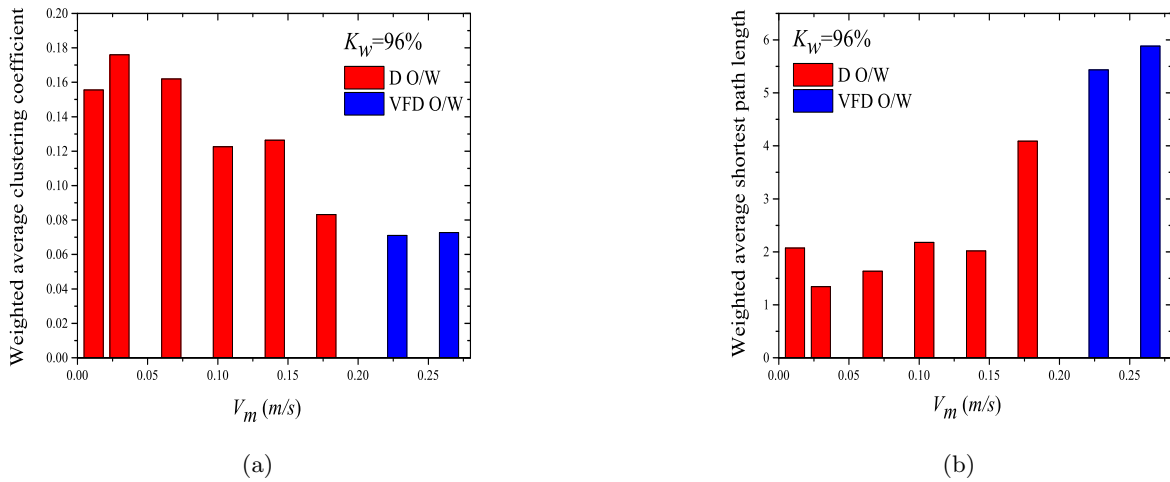 Weighted average clustering coefficient
0.20
0.18
0.16
0.14
0.12
0.10
0.08
0.06
0.04
0.02
0.00
K_w=96%
D O/W
VFD O/W
0.00 0.05 0.10 0.15 0.20 0.25
V_m (m/s)
(a)
Weighted average shortest path length
6
5
4
3
2
1
0
K_w=96%
D O/W
VFD O/W
0.00 0.05 0.10 0.15 0.20 0.25
V_m (m/s)
(b)